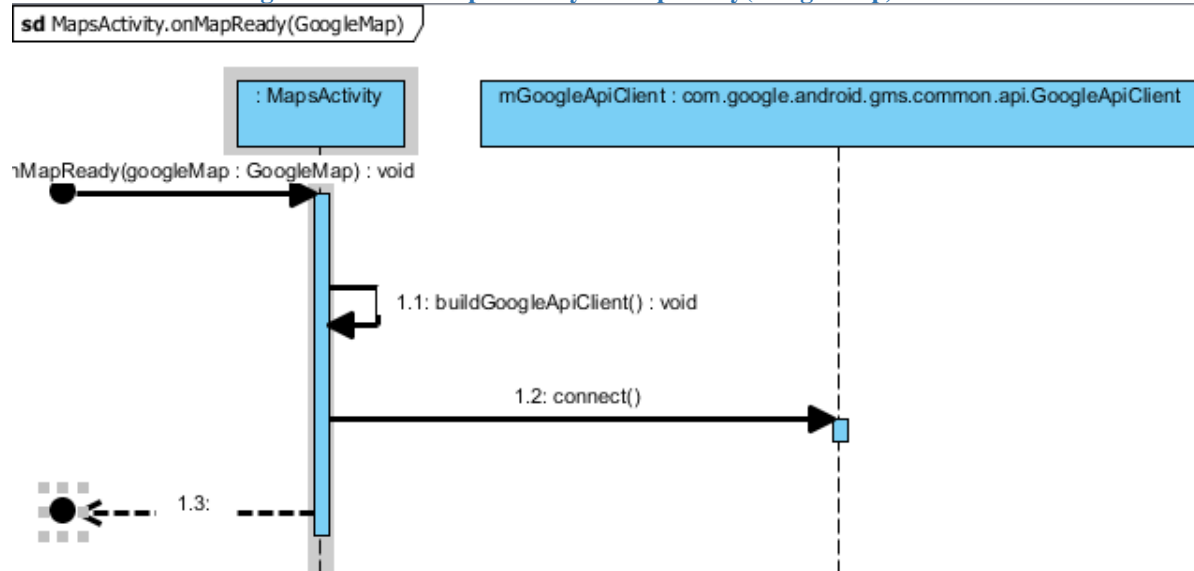 sd MapsActivity.onMapReady(GoogleMap)
: MapsActivity
mGoogleApiClient : com.google.android.gms.common.api.GoogleApiClient
MapReady(googleMap : GoogleMap) : void
1.1: buildGoogleApiClient() : void
1.2: connect()
1.3: